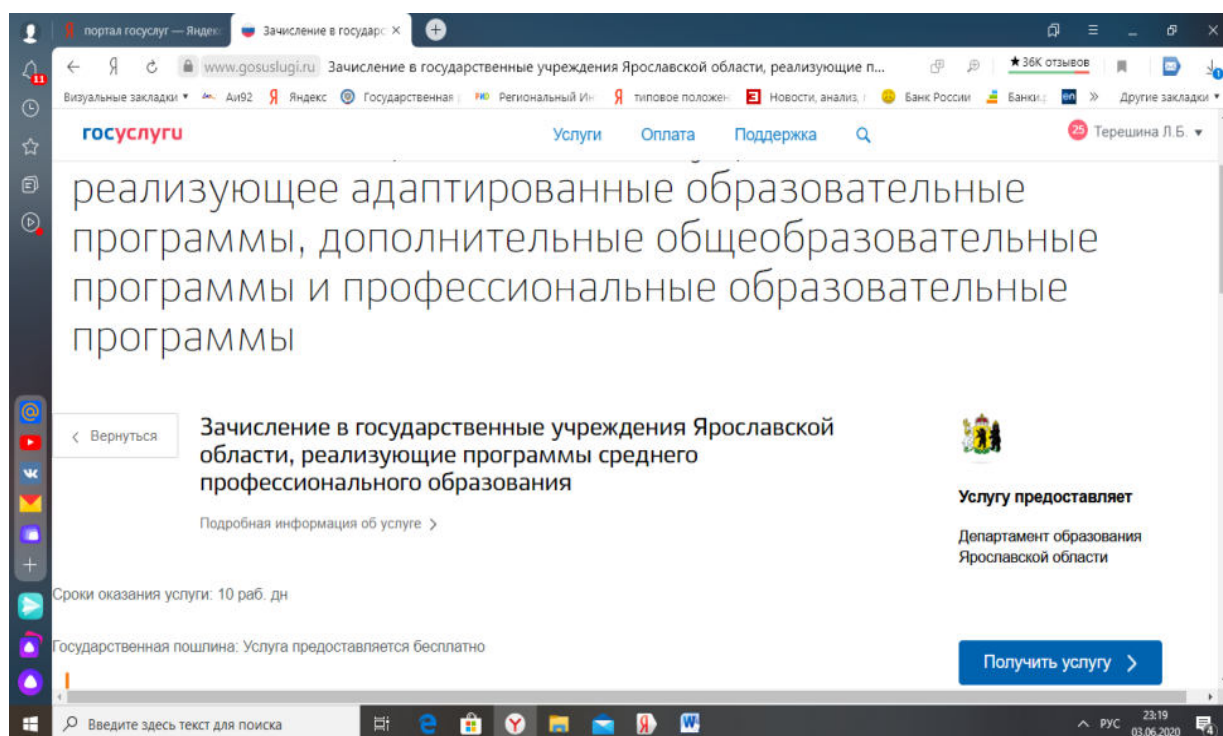 портал госуслуг — Яндекс
Зачисление в государс
www.gosuslugi.ru Зачисление в государственные учреждения Ярославской области, реализующие п...
★36K отзывов
11
Визуальные закладки Аи92 Яндекс Государственная Региональный Ин типовое положен Новости, анализ, Банк России Банки. en » Другие закладки
госуслуги Услуги Оплата Поддержка 25 Терешина Л.Б.
реализующее адаптированные образовательные
программы, дополнительные общеобразовательные
программы и профессиональные образовательные
программы
Вернуться
Зачисление в государственные учреждения Ярославской
области, реализующие программы среднего
профессионального образования
Подробная информация об услуге
Услугу предоставляет
Департамент образования
Ярославской области
Сроки оказания услуги: 10 раб. дн
Государственная пошлина: Услуга предоставляется бесплатно
Получить услугу
Введите здесь текст для поиска
РУС
23:19
03.06.2020
4